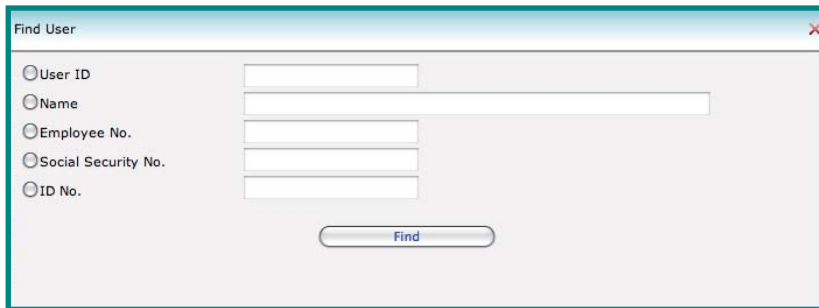 Find User
User ID
Name
Employee No.
Social Security No.
ID No.
Find